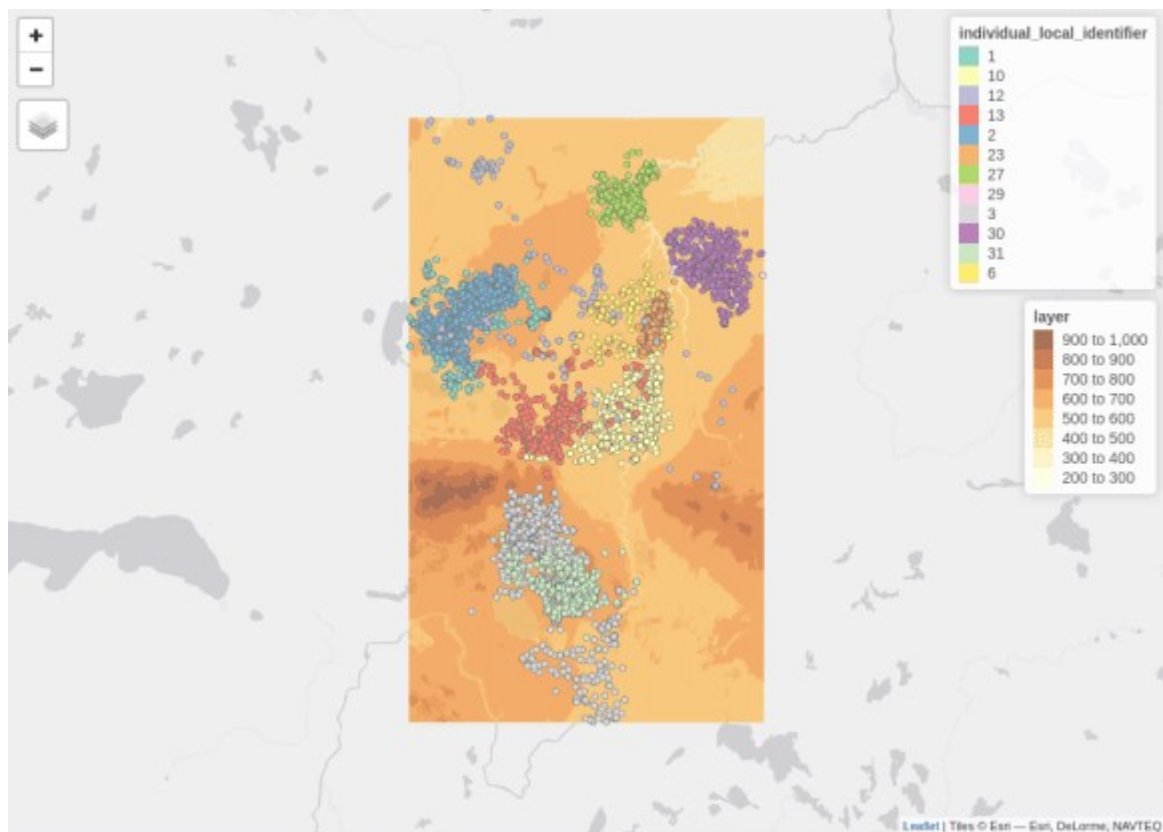 +
−
individual_local_identifier
1
10
12
13
2
23
27
29
3
30
31
6
layer
900 to 1,000
800 to 900
700 to 800
600 to 700
500 to 600
400 to 500
300 to 400
200 to 300
Leaflet | Tiles © Esri — Esri, DeLorme, NAVTEQ